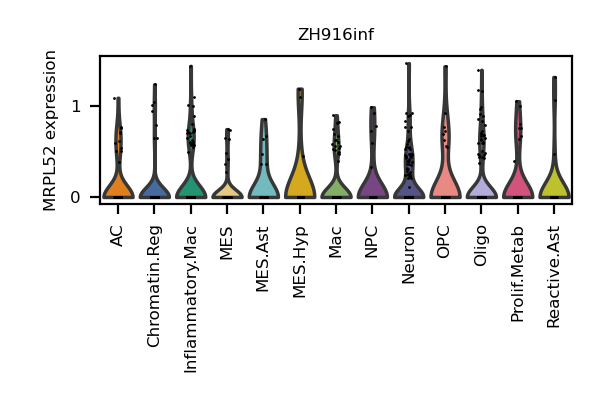 ZH916inf
MRPL52 expression
1
0
AC
Chromatin.Reg
Inflammatory.Mac
MES
MES.Ast
MES.Hyp
Mac
NPC
Neuron
OPC
Oligo
Prolif.Metab
Reactive.Ast